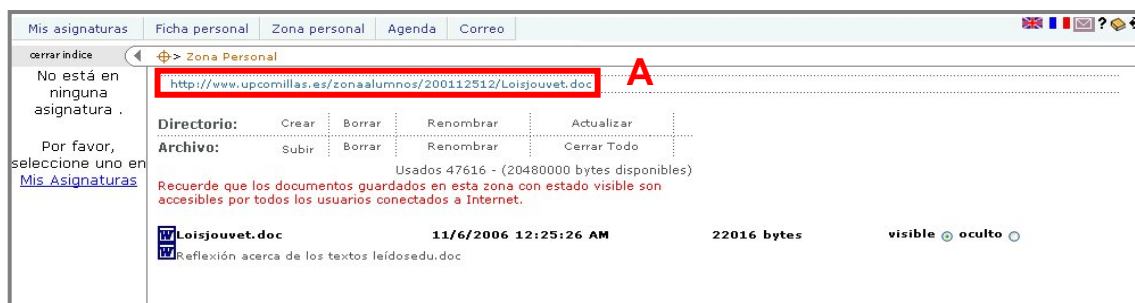 Mis asignaturas Ficha personal Zona personal Agenda Correo ?
cerrar indice > Zona Personal
No está en
ninguna
asignatura .
Por favor,
seleccione uno en
Mis Asignaturas
http://www.upcomillas.es/zonaalumnos/200112512/Loisjouvet.doc A
Directorio: Crear Borrar Renombrar Actualizar
Archivo: Subir Borrar Renombrar Cerrar Todo
Usados 47616 - (20480000 bytes disponibles)
Recuerde que los documentos guardados en esta zona con estado visible son
accesibles por todos los usuarios conectados a Internet.
Loisjouvet.doc 11/6/2006 12:25:26 AM 22016 bytes visible oculto
Reflexión acerca de los textos leídosedu.doc